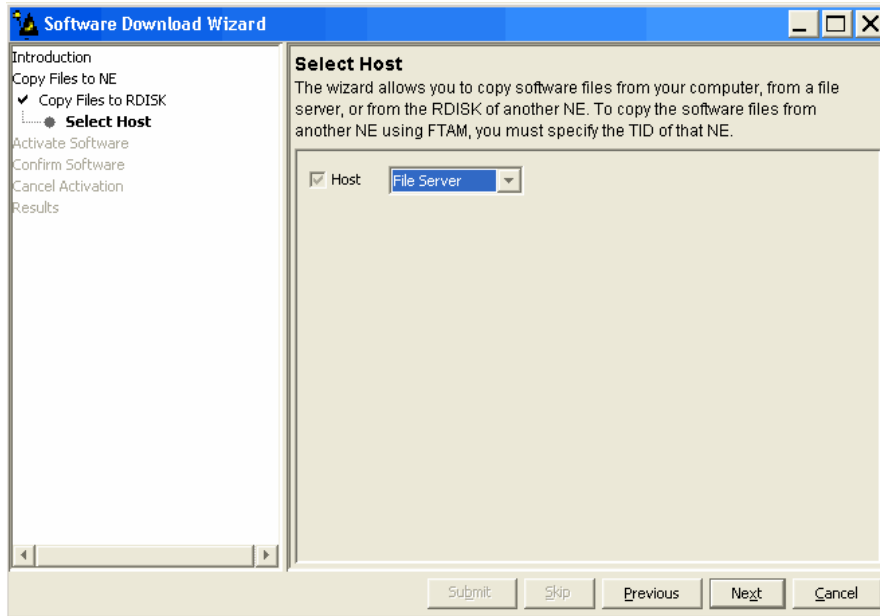 Software Download Wizard
Introduction
Copy Files to NE
Copy Files to RDISK
Select Host
Activate Software
Confirm Software
Cancel Activation
Results
Select Host
The wizard allows you to copy software files from your computer, from a file
server, or from the RDISK of another NE. To copy the software files from
another NE using FTAM, you must specify the TID of that NE.
Host File Server
Submit Skip Previous Next Cancel